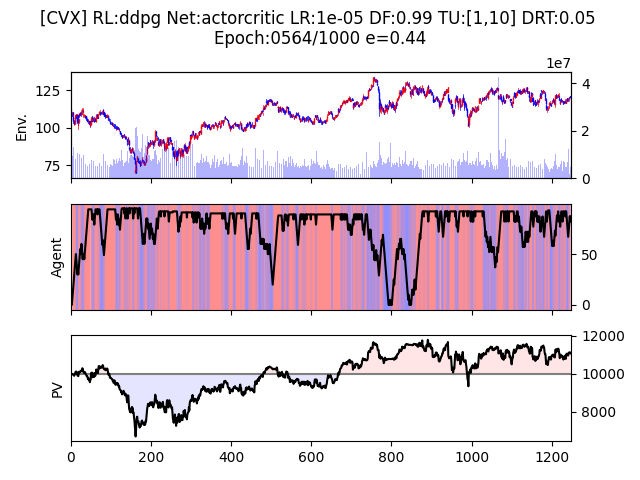 [CVX] RL:ddpg Net:actorcritic LR:1e-05 DF:0.99 TU:[1,10] DRT:0.05
Epoch:0564/1000 e=0.44
1e7
125
100
75
Env.
4
2
0
Agent
50
0
PV
12000
10000
8000
0 200 400 600 800 1000 1200